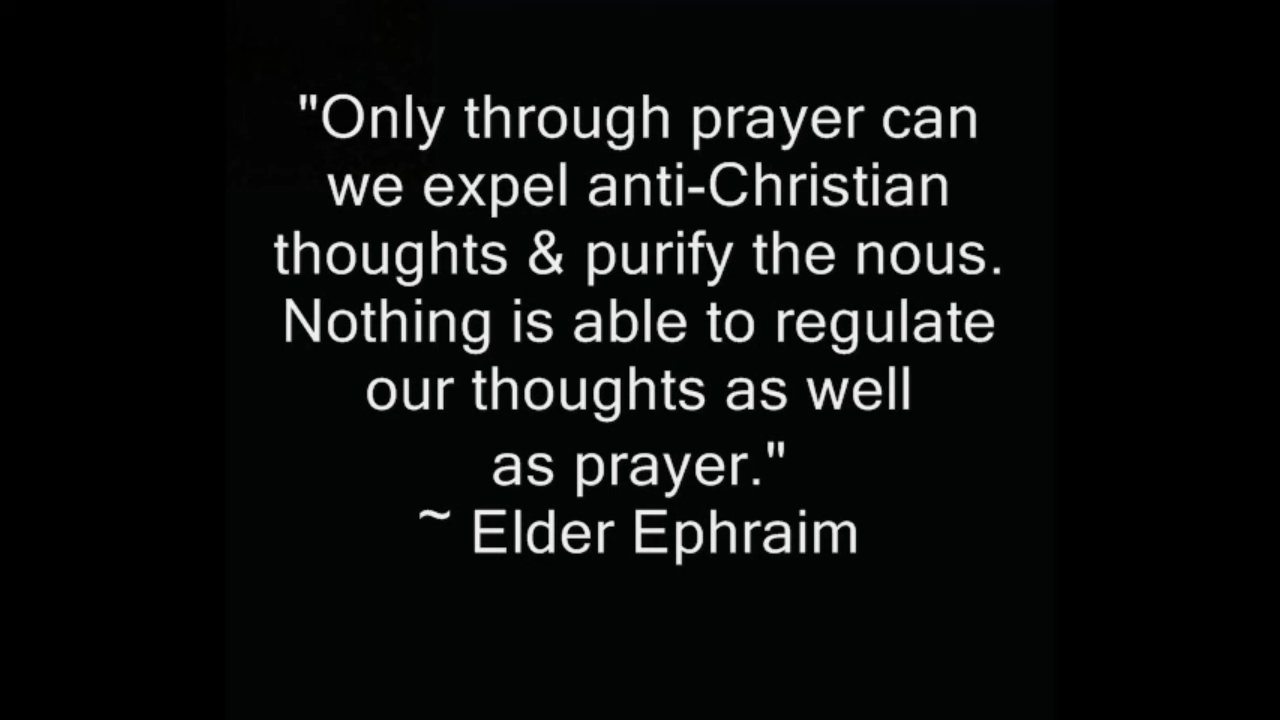 "Only through prayer can
we expel anti-Christian
thoughts & purify the nous.
Nothing is able to regulate
our thoughts as well
as prayer."
~ Elder Ephraim